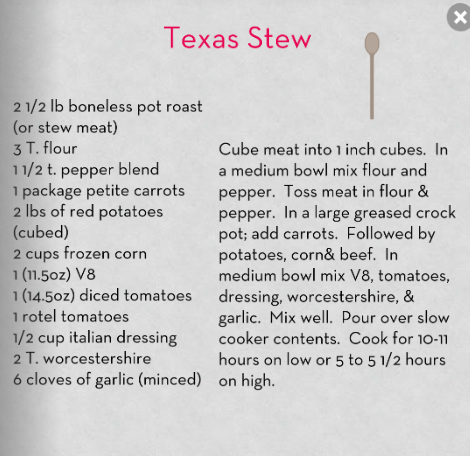 Texas Stew
2 1/2 lb boneless pot roast
(or stew meat)
3 T. flour
1 1/2 t. pepper blend
1 package petite carrots
2 lbs of red potatoes
(cubed)
2 cups frozen corn
1 (11.5oz) V8
1 (14.5oz) diced tomatoes
1 rotel tomatoes
1/2 cup italian dressing
2 T. worcestershire
6 cloves of garlic (minced)
Cube meat into 1 inch cubes. In
a medium bowl mix flour and
pepper. Toss meat in flour &
pepper. In a large greased crock
pot; add carrots. Followed by
potatoes, corn& beef. In
medium bowl mix V8, tomatoes,
dressing, worcestershire, &
garlic. Mix well. Pour over slow
cooker contents. Cook for 10-11
hours on low or 5 to 5 1/2 hours
on high.